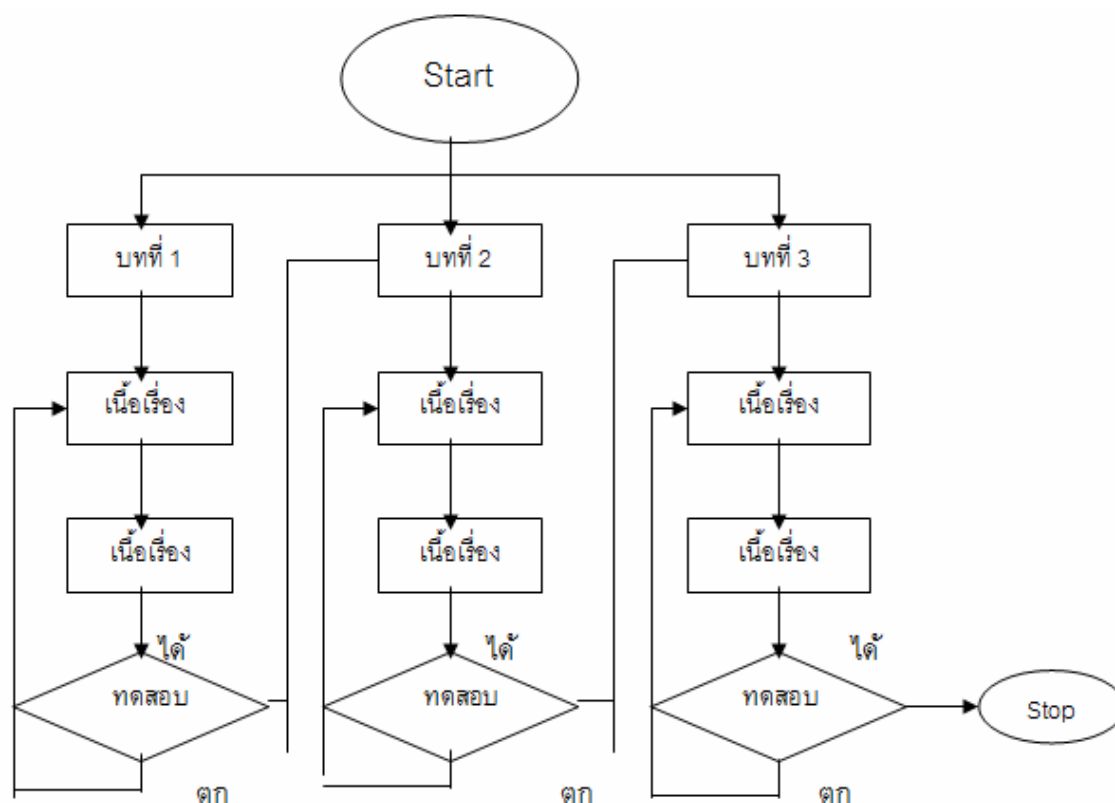 Start
บทที่ 1
บทที่ 2
บทที่ 3
เนื้อเรื่อง
เนื้อเรื่อง
เนื้อเรื่อง
เนื้อเรื่อง
เนื้อเรื่อง
เนื้อเรื่อง
ได้
ได้
ได้
ทดสอบ
ทดสอบ
ทดสอบ
Stop
ตก
ตก
ตก